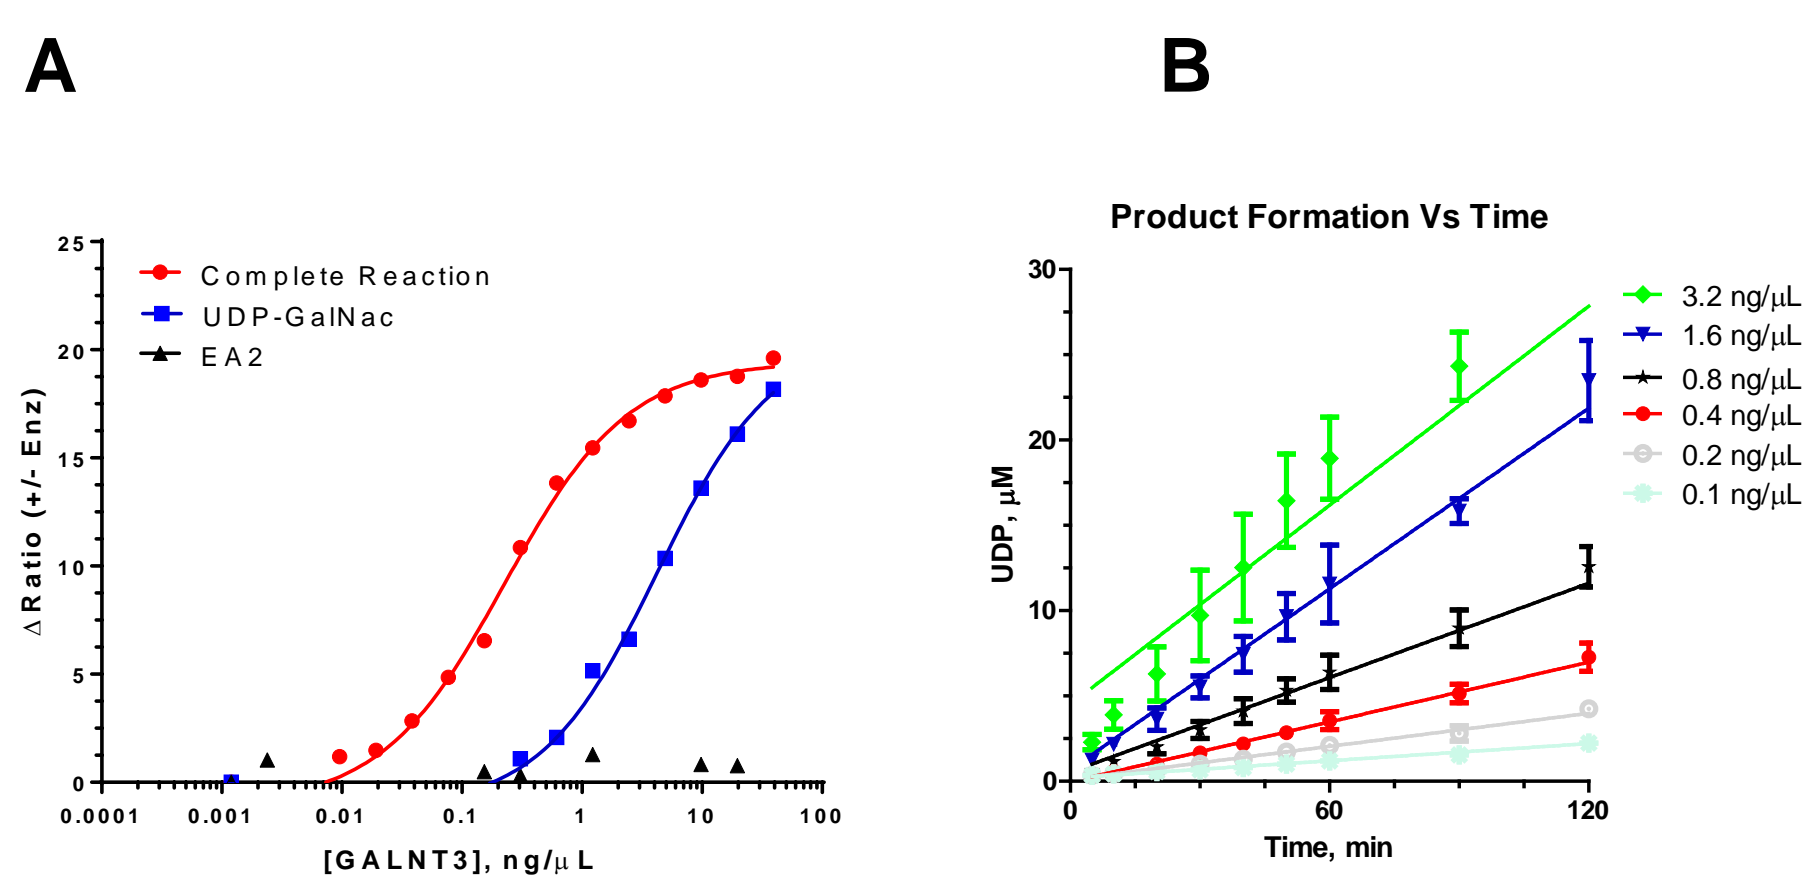 A
B
25
20
15
10
5
0
Δ Ratio (+/- Enz)
Complete Reaction
UDP-GalNac
EA2
0.0001
0.001
0.01
0.1
1
10
100
[GALNT3], ng/μL
Product Formation Vs Time
30
20
10
0
UDP, μM
0
60
120
Time, min
3.2 ng/μL
1.6 ng/μL
0.8 ng/μL
0.4 ng/μL
0.2 ng/μL
0.1 ng/μL